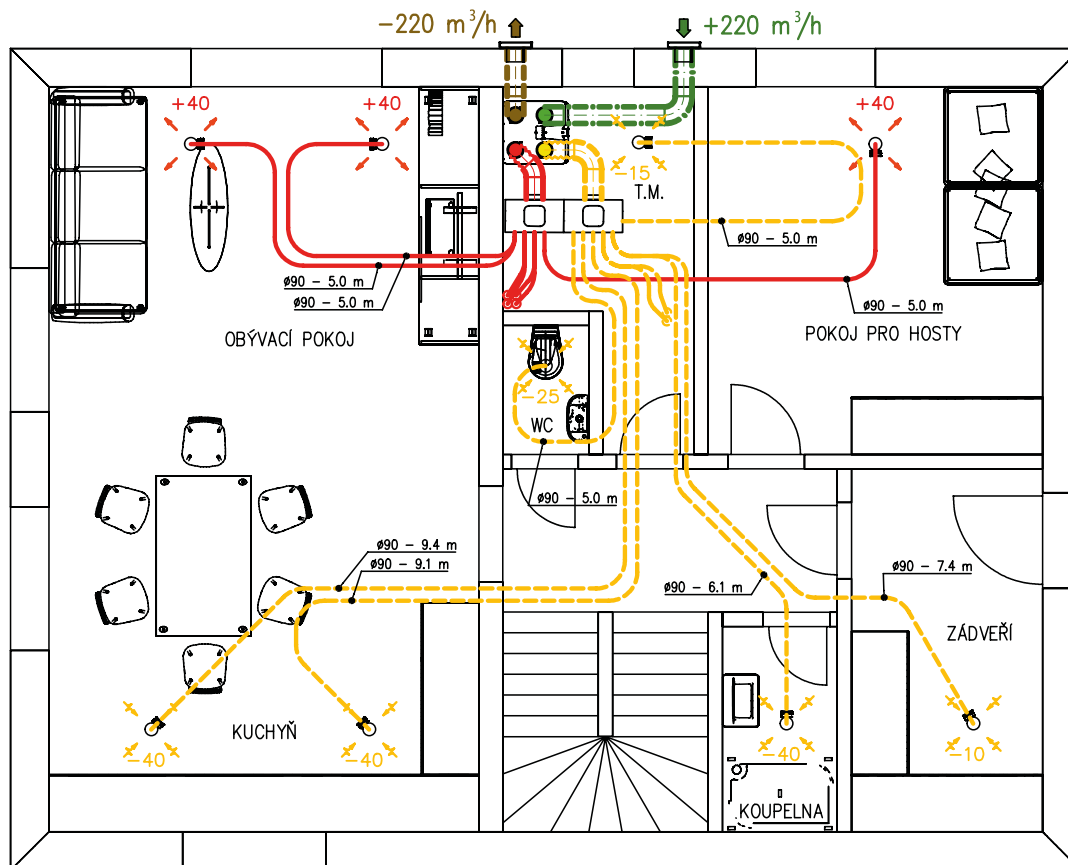 -220 m³/h
+220 m³/h
+40
+40
+40
-15
T.M.
ø90 - 5.0 m
ø90 - 5.0 m
ø90 - 5.0 m
ø90 - 5.0 m
OBÝVACÍ POKOJ
POKOJ PRO HOSTY
-25
WC
ø90 - 5.0 m
ø90 - 9.4 m
ø90 - 9.1 m
ø90 - 6.1 m
ø90 - 7.4 m
ZÁDVEŘÍ
KUCHYŇ
-40
-40
-40
-10
KOUPELNA